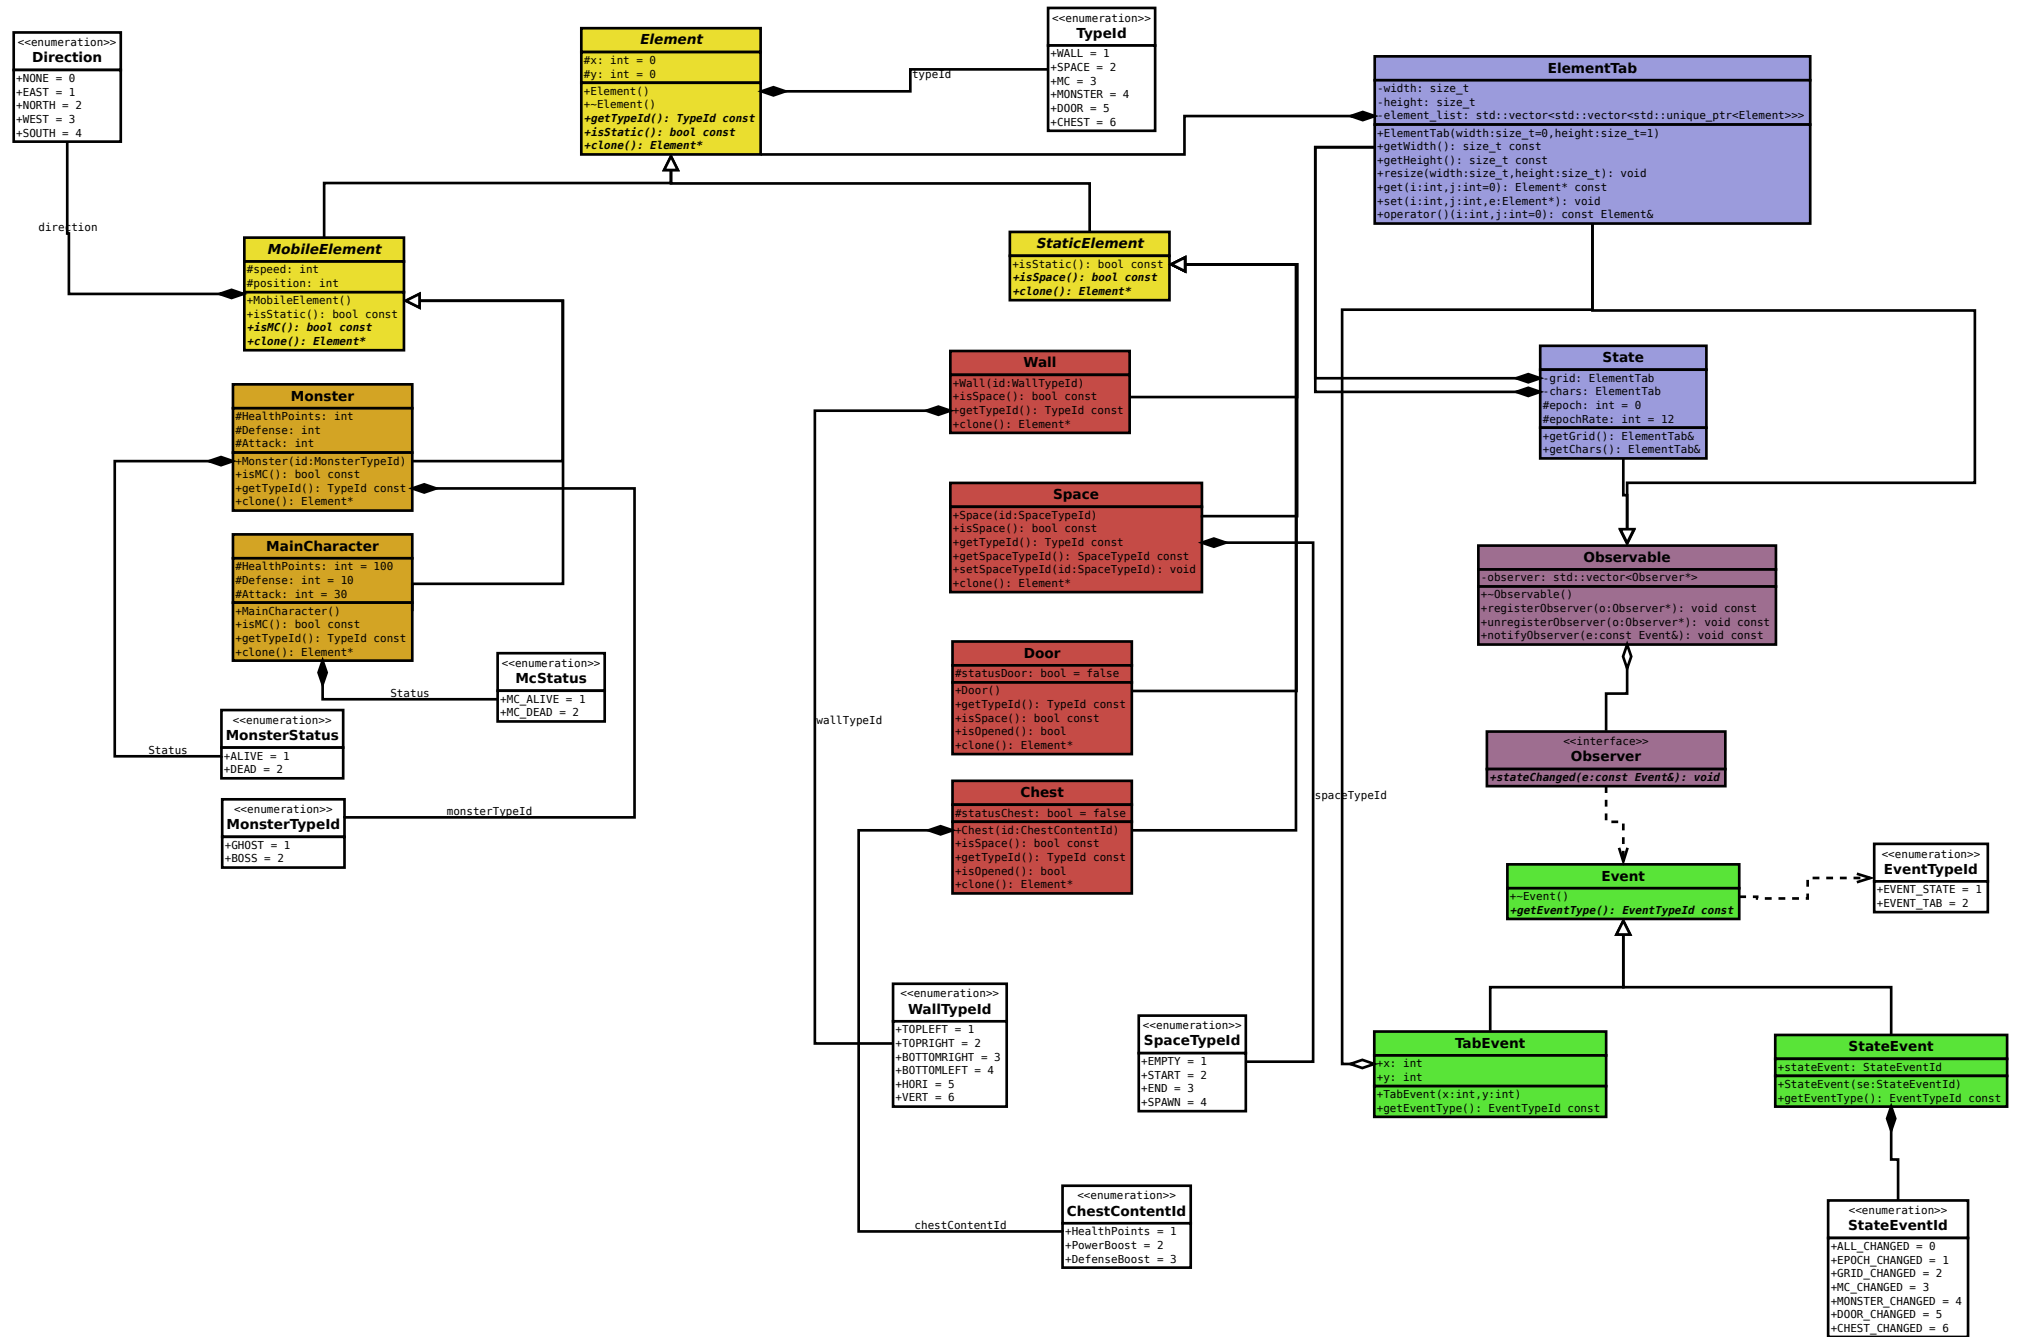 <<enumeration>>
Direction
+NONE = 0
+EAST = 1
+NORTH = 2
+WEST = 3
+SOUTH = 4
direction
Element
#x: int = 0
#y: int = 0
+Element()
+~Element()
+getTypeId(): TypeId const
+isStatic(): bool const
+clone(): Element*
typeId
<<enumeration>>
TypeId
+WALL = 1
+SPACE = 2
+MC = 3
+MONSTER = 4
+DOOR = 5
+CHEST = 6
ElementTab
-width: size_t
-height: size_t
-element_list: std::vector<std::vector<std::unique_ptr<Element>>>
+ElementTab(width:size_t=0,height:size_t=1)
+getWidth(): size_t const
+getHeight(): size_t const
+resize(width:size_t,height:size_t): void
+get(i:int,j:int=0): Element* const
+set(i:int,j:int,e:Element*): void
+operator()(i:int,j:int=0): const Element&
MobileElement
#speed: int
#position: int
+MobileElement()
+isStatic(): bool const
+isMC(): bool const
+clone(): Element*
StaticElement
+isStatic(): bool const
+isSpace(): bool const
+clone(): Element*
Monster
#HealthPoints: int
#Defense: int
#Attack: int
+Monster(id:MonsterTypeId)
+isMC(): bool const
+getTypeId(): TypeId const
+clone(): Element*
MainCharacter
#HealthPoints: int = 100
#Defense: int = 10
#Attack: int = 30
+MainCharacter()
+isMC(): bool const
+getTypeId(): TypeId const
+clone(): Element*
Status
<<enumeration>>
McStatus
+MC_ALIVE = 1
+MC_DEAD = 2
Status
<<enumeration>>
MonsterStatus
+ALIVE = 1
+DEAD = 2
<<enumeration>>
MonsterTypeId
+GHOST = 1
+BOSS = 2
monsterTypeId
Wall
+Wall(id:WallTypeId)
+isSpace(): bool const
+getTypeId(): TypeId const
+clone(): Element*
Space
+Space(id:SpaceTypeId)
+isSpace(): bool const
+getTypeId(): TypeId const
+getSpaceTypeId(): SpaceTypeId const
+setSpaceTypeId(id:SpaceTypeId): void
+clone(): Element*
Door
#statusDoor: bool = false
+Door()
+getTypeId(): TypeId const
+isSpace(): bool const
+isOpened(): bool
+clone(): Element*
Chest
#statusChest: bool = false
+Chest(id:ChestContentId)
+isSpace(): bool const
+getTypeId(): TypeId const
+isOpened(): bool
+clone(): Element*
wallTypeId
spaceTypeId
<<enumeration>>
WallTypeId
+TOPLEFT = 1
+TOPRIGHT = 2
+BOTTOMRIGHT = 3
+BOTTOMLEFT = 4
+HORI = 5
+VERT = 6
<<enumeration>>
SpaceTypeId
+EMPTY = 1
+START = 2
+END = 3
+SPAWN = 4
chestContentId
<<enumeration>>
ChestContentId
+HealthPoints = 1
+PowerBoost = 2
+DefenseBoost = 3
State
-grid: ElementTab
-chars: ElementTab
#epoch: int = 0
#epochRate: int = 12
+getGrid(): ElementTab&
+getChars(): ElementTab&
Observable
-observer: std::vector<Observer*>
+~Observable()
+registerObserver(o:Observer*): void const
+unregisterObserver(o:Observer*): void const
+notifyObserver(e:const Event&): void const
<<interface>>
Observer
+stateChanged(e:const Event&): void
Event
+~Event()
+getEventType(): EventTypeId const
<<enumeration>>
EventTypeId
+EVENT_STATE = 1
+EVENT_TAB = 2
TabEvent
+x: int
+y: int
+TabEvent(x:int,y:int)
+getEventType(): EventTypeId const
StateEvent
+stateEvent: StateEventId
+StateEvent(se:StateEventId)
+getEventType(): EventTypeId const
<<enumeration>>
StateEventId
+ALL_CHANGED = 0
+EPOCH_CHANGED = 1
+GRID_CHANGED = 2
+MC_CHANGED = 3
+MONSTER_CHANGED = 4
+DOOR_CHANGED = 5
+CHEST_CHANGED = 6